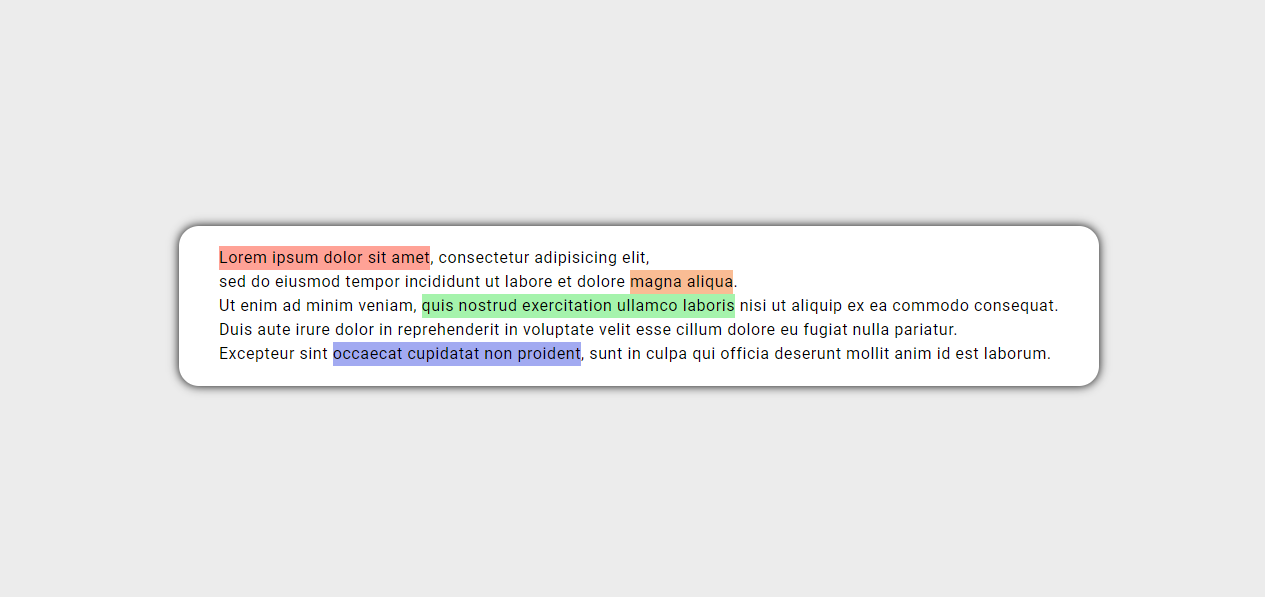 Lorem ipsum dolor sit amet, consectetur adipisicing elit,
sed do eiusmod tempor incididunt ut labore et dolore magna aliqua.
Ut enim ad minim veniam, quis nostrud exercitation ullamco laboris nisi ut aliquip ex ea commodo consequat.
Duis aute irure dolor in reprehenderit in voluptate velit esse cillum dolore eu fugiat nulla pariatur.
Excepteur sint occaecat cupidatat non proident, sunt in culpa qui officia deserunt mollit anim id est laborum.